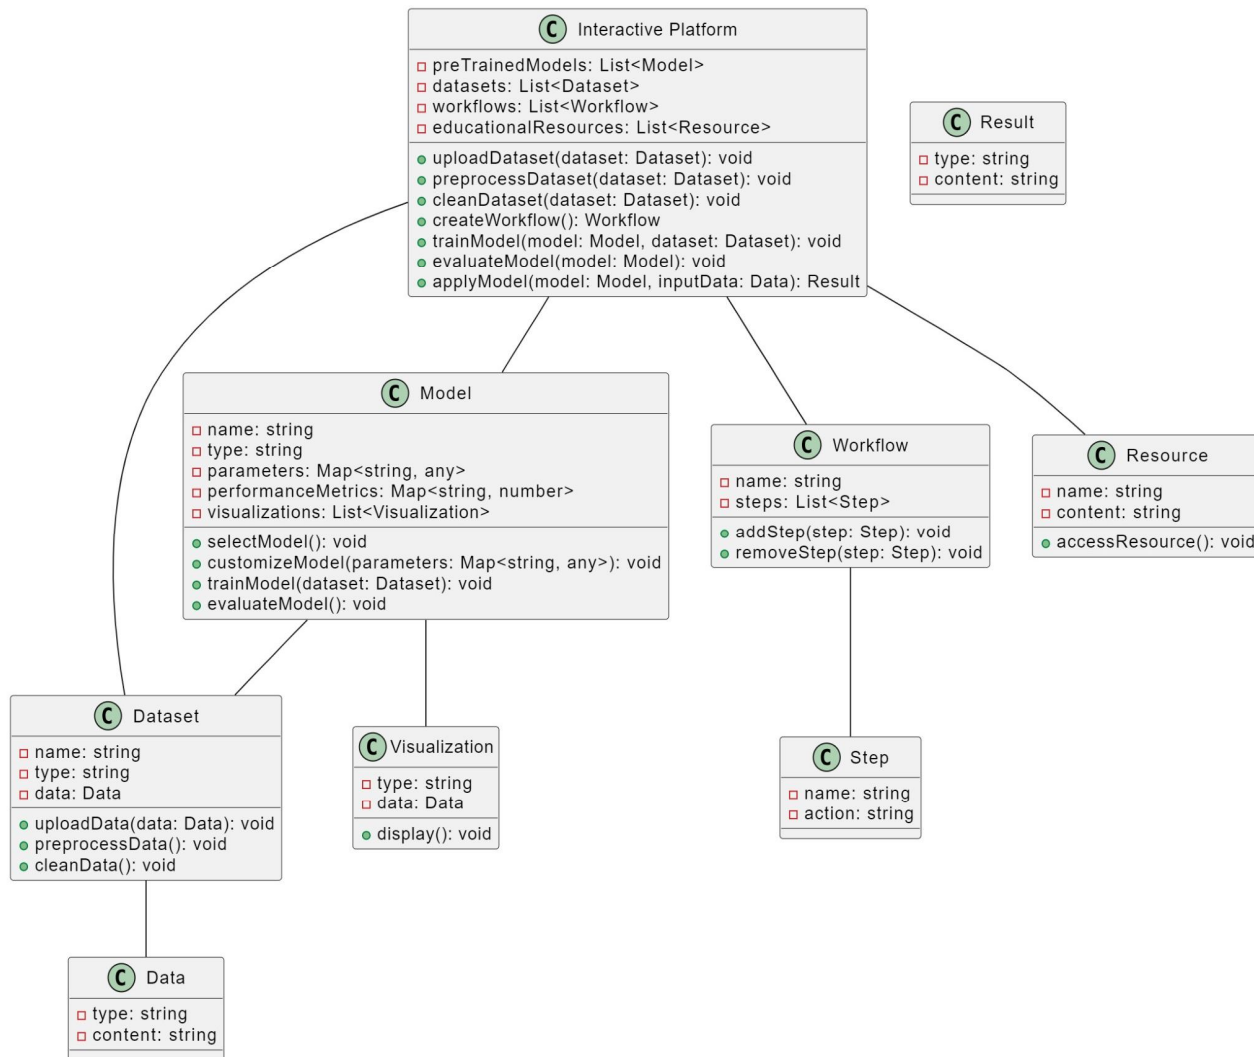 C Interactive Platform
preTrainedModels: List<Model>
datasets: List<Dataset>
workflows: List<Workflow>
educationalResources: List<Resource>
uploadDataset(dataset: Dataset): void
preprocessDataset(dataset: Dataset): void
cleanDataset(dataset: Dataset): void
createWorkflow(): Workflow
trainModel(model: Model, dataset: Dataset): void
evaluateModel(model: Model): void
applyModel(model: Model, inputData: Data): Result
C Result
type: string
content: string
C Model
name: string
type: string
parameters: Map<string, any>
performanceMetrics: Map<string, number>
visualizations: List<Visualization>
selectModel(): void
customizeModel(parameters: Map<string, any>): void
trainModel(dataset: Dataset): void
evaluateModel(): void
C Workflow
name: string
steps: List<Step>
addStep(step: Step): void
removeStep(step: Step): void
C Resource
name: string
content: string
accessResource(): void
C Dataset
name: string
type: string
data: Data
uploadData(data: Data): void
preprocessData(): void
cleanData(): void
C Visualization
type: string
data: Data
display(): void
C Step
name: string
action: string
C Data
type: string
content: string